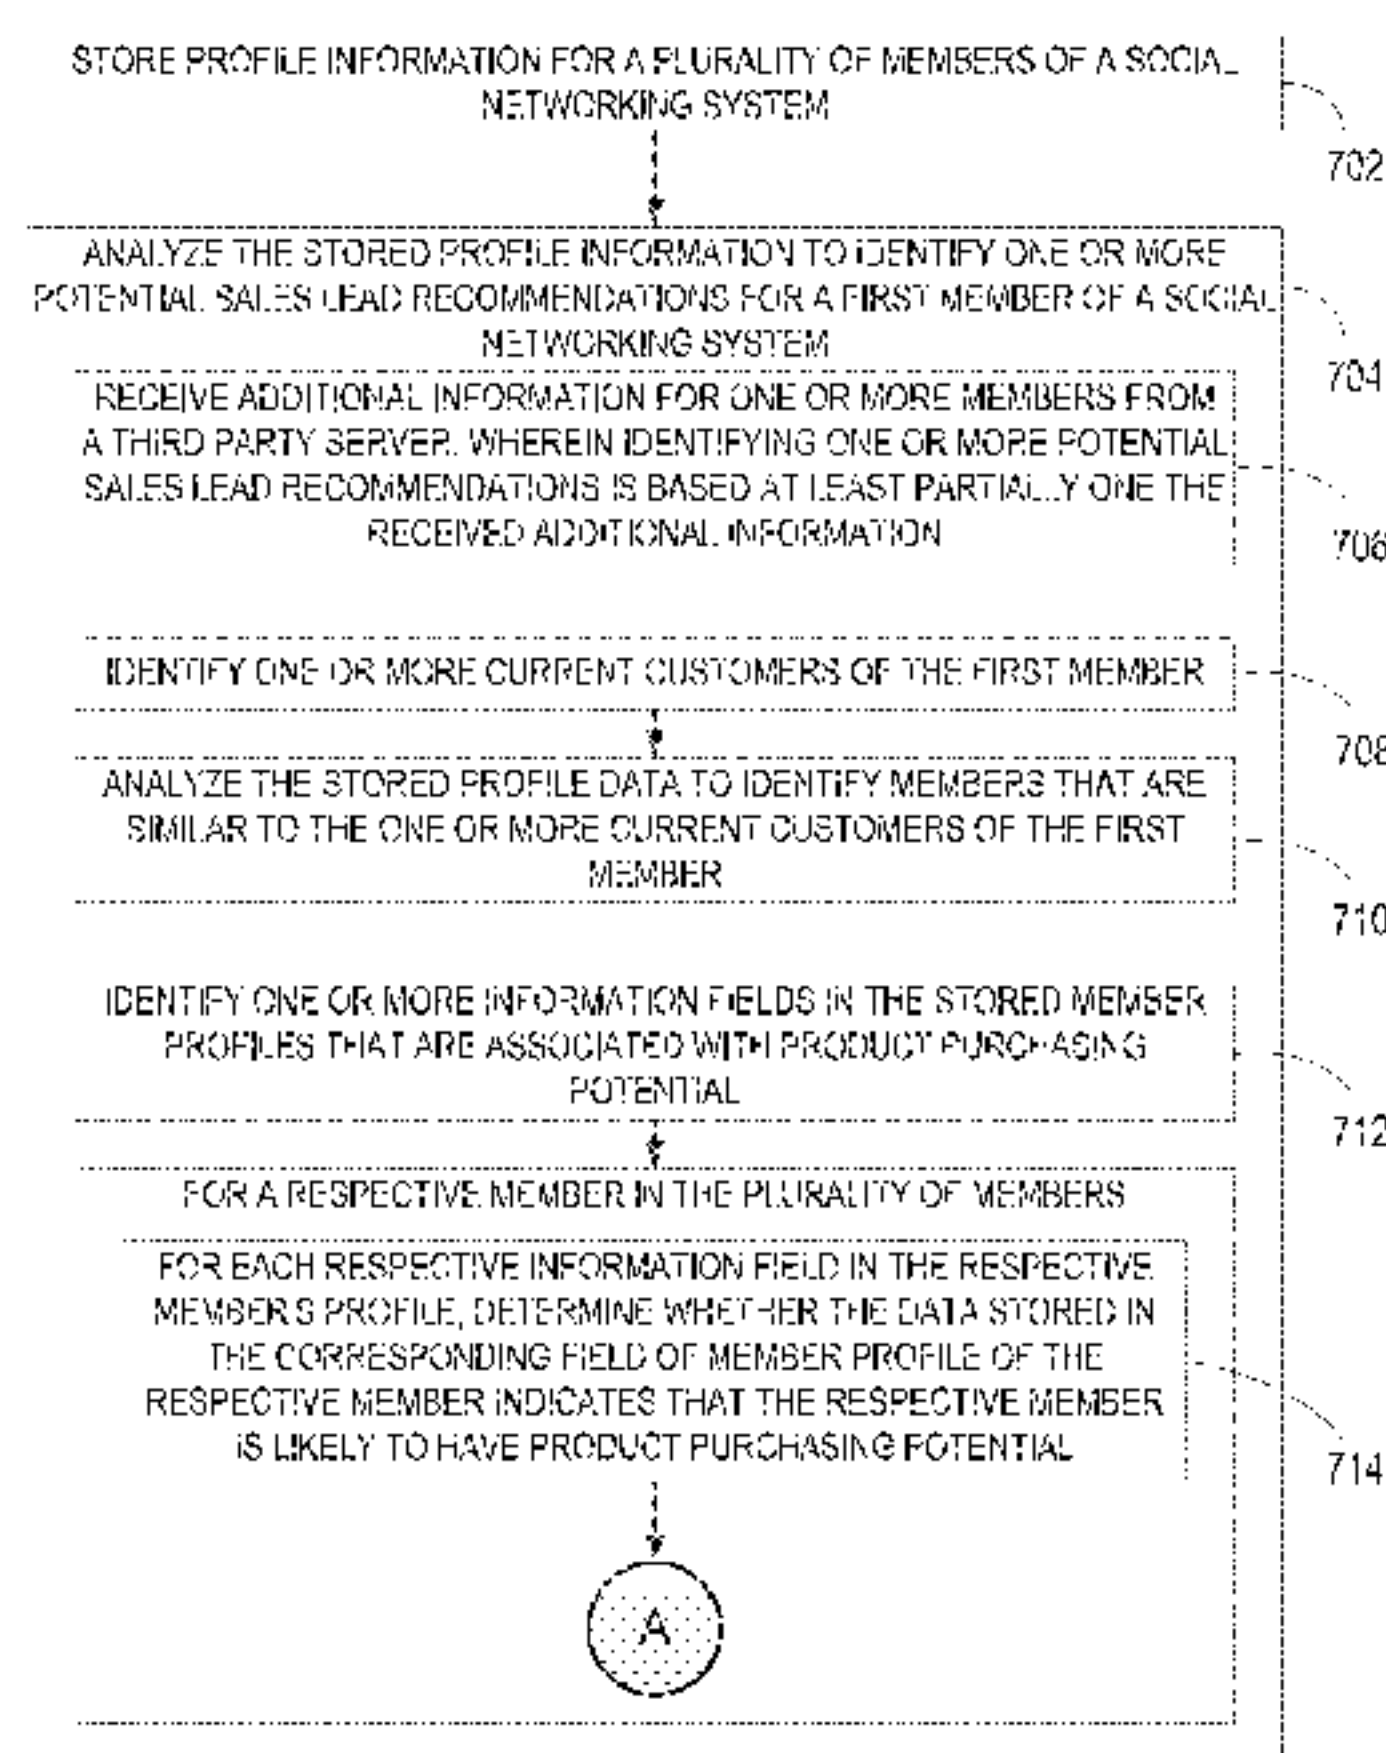 STORE PROFILE INFORMATION FOR A PLURALITY OF MEMBERS OF A SOCIAL
NETWORKING SYSTEM
702
ANALYZE THE STORED PROFILE INFORMATION TO IDENTIFY ONE OR MORE
POTENTIAL SALES LEAD RECOMMENDATIONS FOR A FIRST MEMBER OF A SOCIAL
NETWORKING SYSTEM
704
RECEIVE ADDITIONAL INFORMATION FOR ONE OR MORE MEMBERS FROM
A THIRD PARTY SERVER, WHEREIN IDENTIFYING ONE OR MORE POTENTIAL
SALES LEAD RECOMMENDATIONS IS BASED AT LEAST PARTIALLY ONE THE
RECEIVED ADDITIONAL INFORMATION
706
IDENTIFY ONE OR MORE CURRENT CUSTOMERS OF THE FIRST MEMBER
708
ANALYZE THE STORED PROFILE DATA TO IDENTIFY MEMBERS THAT ARE
SIMILAR TO THE ONE OR MORE CURRENT CUSTOMERS OF THE FIRST
MEMBER
710
IDENTIFY ONE OR MORE INFORMATION FIELDS IN THE STORED MEMBER
PROFILES THAT ARE ASSOCIATED WITH PRODUCT PURCHASING
POTENTIAL
712
FOR A RESPECTIVE MEMBER IN THE PLURALITY OF MEMBERS
FOR EACH RESPECTIVE INFORMATION FIELD IN THE RESPECTIVE
MEMBER'S PROFILE, DETERMINE WHETHER THE DATA STORED IN
THE CORRESPONDING FIELD OF MEMBER PROFILE OF THE
RESPECTIVE MEMBER INDICATES THAT THE RESPECTIVE MEMBER
IS LIKELY TO HAVE PRODUCT PURCHASING POTENTIAL
714
A